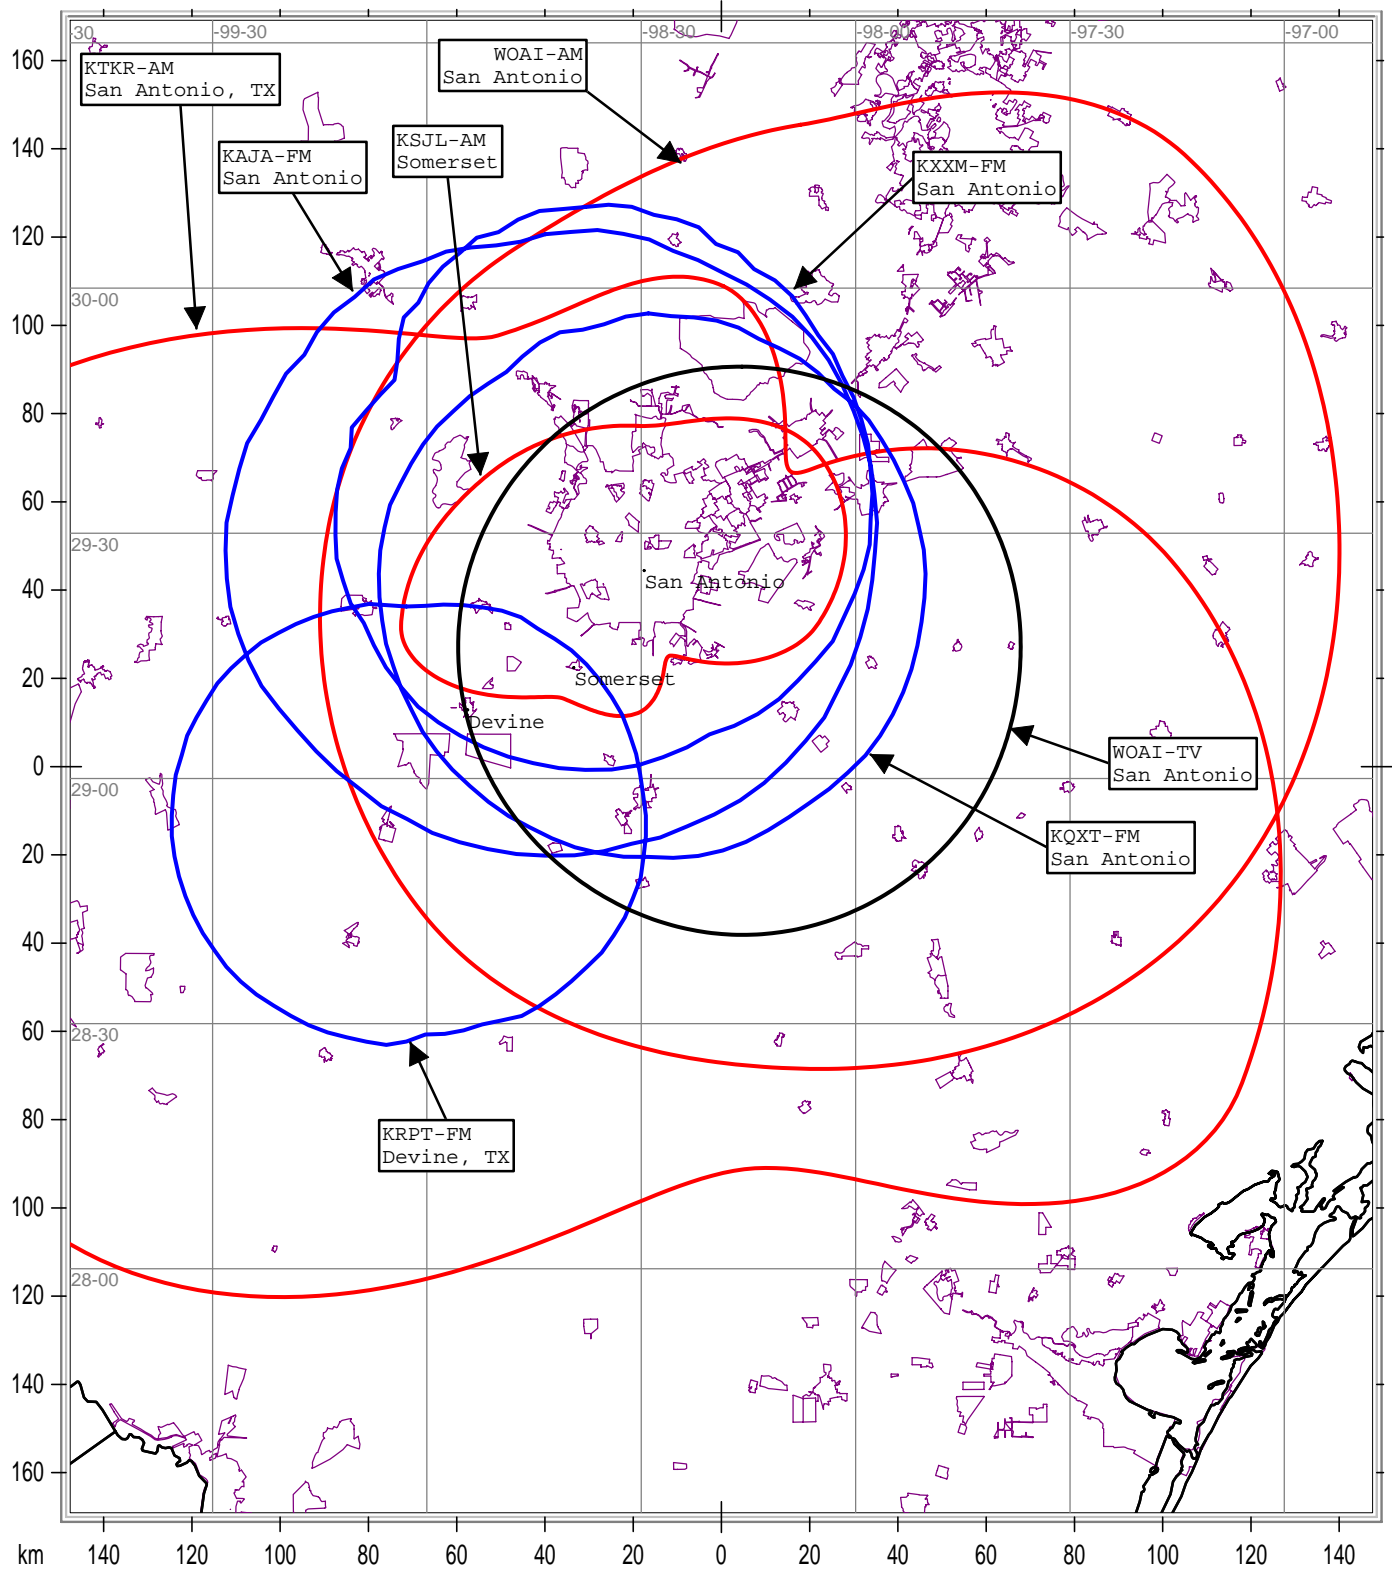 -30
-99-30
-98-30
-98-00
-97-30
-97-00
160
140
120
100
80
60
40
20
0
20
40
60
80
100
120
140
160
KTKR-AM
San Antonio, TX
WOAI-AM
San Antonio
KAJA-FM
San Antonio
KSJL-AM
Somerset
KXXM-FM
San Antonio
30-00
29-30
San Antonio
Somerset
Devine
29-00
WOAI-TV
San Antonio
KQXT-FM
San Antonio
28-30
KRPT-FM
Devine, TX
28-00
km 140 120 100 80 60 40 20 0 20 40 60 80 100 120 140